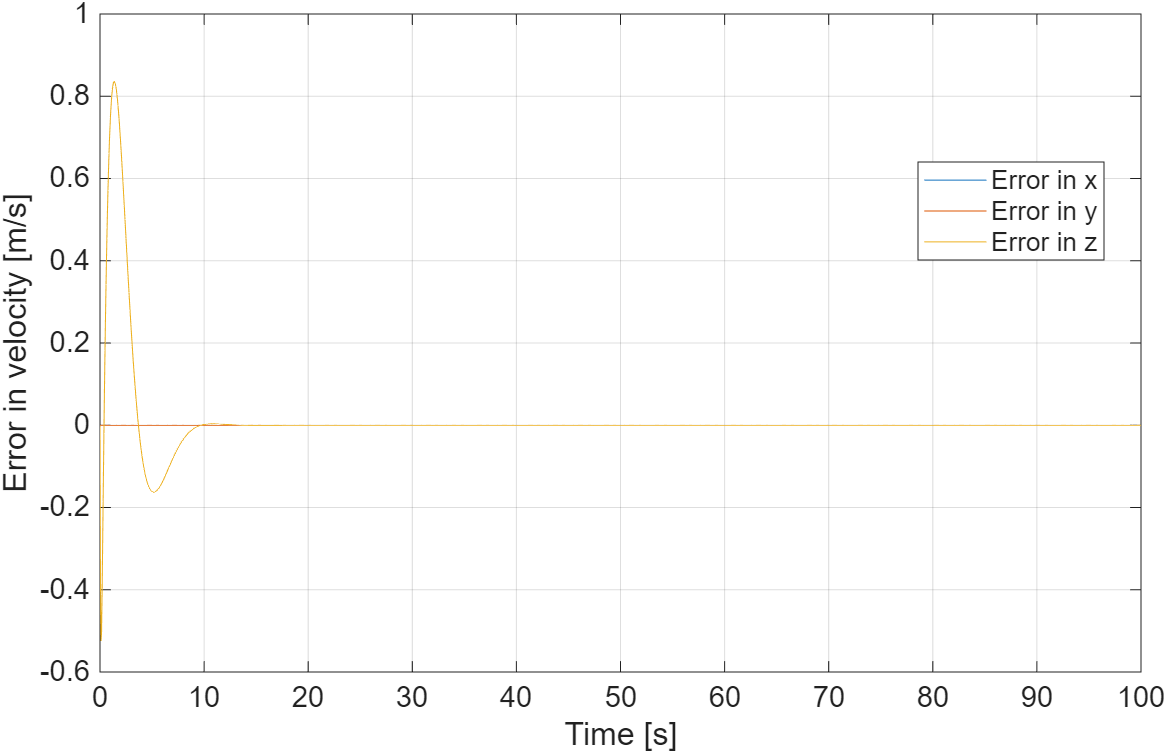 1
0.8
0.6
0.4
0.2
0
-0.2
-0.4
-0.6
Error in velocity [m/s]
Error in x
Error in y
Error in z
0 10 20 30 40 50 60 70 80 90 100
Time [s]